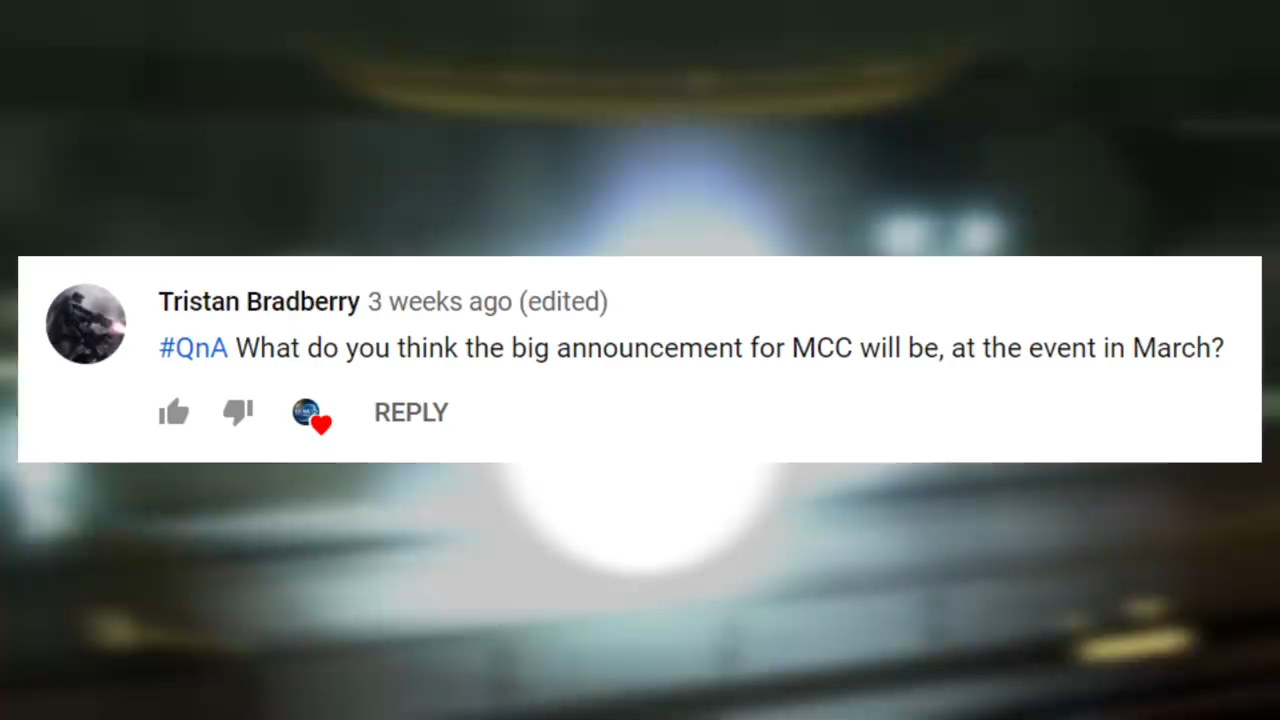 Tristan Bradberry 3 weeks ago (edited)
#QnA What do you think the big announcement for MCC will be, at the event in March?
REPLY